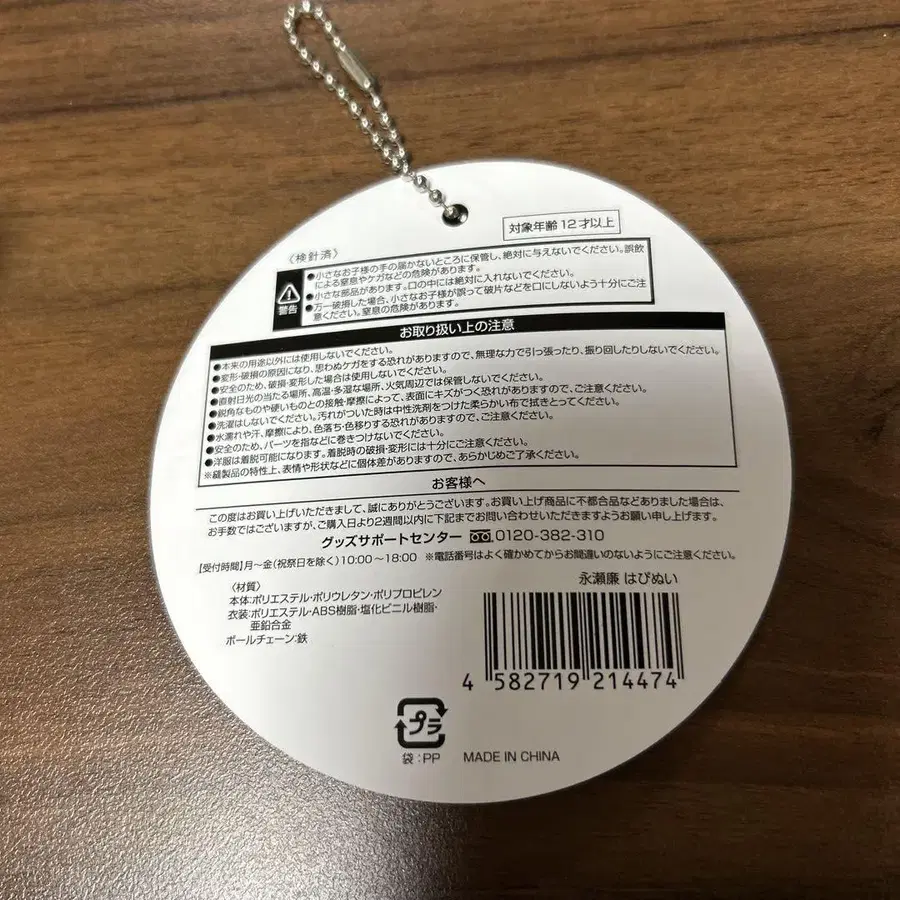 対象年齢12才以上
〈検針済〉
警告
●小さなお子様の手の届かないところに保管し、絶対に与えないでください。誤飲
による窒息やケガなどの危険があります。
●小さな部品があります。口の中には絶対に入れないでください。
●万一破損した場合、小さなお子様が誤って破片などを口にしないよう十分にご注
意ください。窒息の危険があります。
お取り扱い上の注意
●本来の用途以外には使用しないでください。
●変形・破損の原因になり、思わぬケガをする恐れがありますので、無理な力で引っ張ったり、振り回したりしないでください。
●安全のため、破損・変形した場合は使用しないでください。
●直射日光の当たる場所、高温・多湿な場所、火気周辺では保管しないでください。
●鋭角なものや硬いものとの接触・摩擦によって、表面にキズがつく恐れがありますので、ご注意ください。
●洗濯はしないでください。汚れがついた時は中性洗剤をつけた柔らかい布で拭きとってください。
●水濡れや汗、摩擦により、色落ち・色移りする恐れがありますので、ご注意ください。
●安全のため、パーツを指などに巻きつけないでください。
●洋服は着脱可能になります。着脱時の破損・変形には十分にご注意ください。
※縫製品の特性上、表情や形状などに個体差がありますので、あらかじめご了承ください。
お客様へ
この度はお買い上げいただきまして、誠にありがとうございます。お買い上げ商品に不都合品などありました場合は、
お手数ではございますが、ご購入日より2週間以内に下記までお問い合わせいただきますようお願い申し上げます。
グッズサポートセンター 0120-382-310
【受付時間】月〜金(祝祭日を除く)10:00〜18:00 ※電話番号はよく確かめてからお間違いのないようにご注意ください。
〈材質〉
本体:ポリエステル・ポリウレタン・ポリプロピレン
衣装:ポリエステル・ABS樹脂・塩化ビニル樹脂・
亜鉛合金
ボールチェーン:鉄
永瀬廉 はぴぬい
4 582719 214474
プラ
袋:PP
MADE IN CHINA